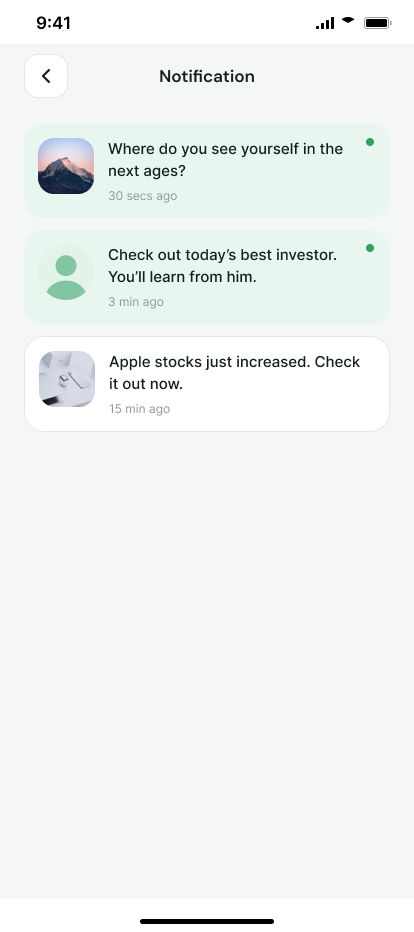 9:41
Notification
Where do you see yourself in the
next ages?
30 secs ago
Check out today’s best investor.
You’ll learn from him.
3 min ago
Apple stocks just increased. Check
it out now.
15 min ago